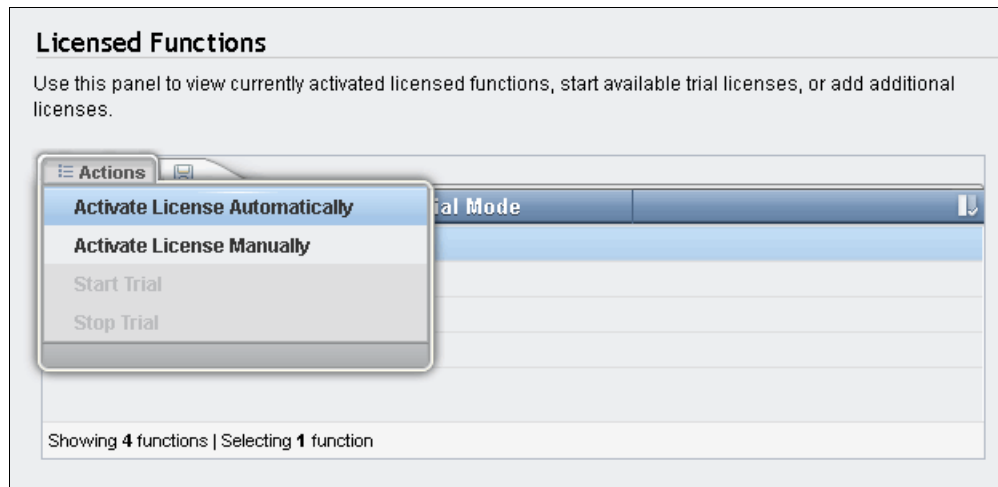 Licensed Functions
Use this panel to view currently activated licensed functions, start available trial licenses, or add additional
licenses.
Actions
Activate License Automatically
ial Mode
Activate License Manually
Start Trial
Stop Trial
Showing 4 functions | Selecting 1 function